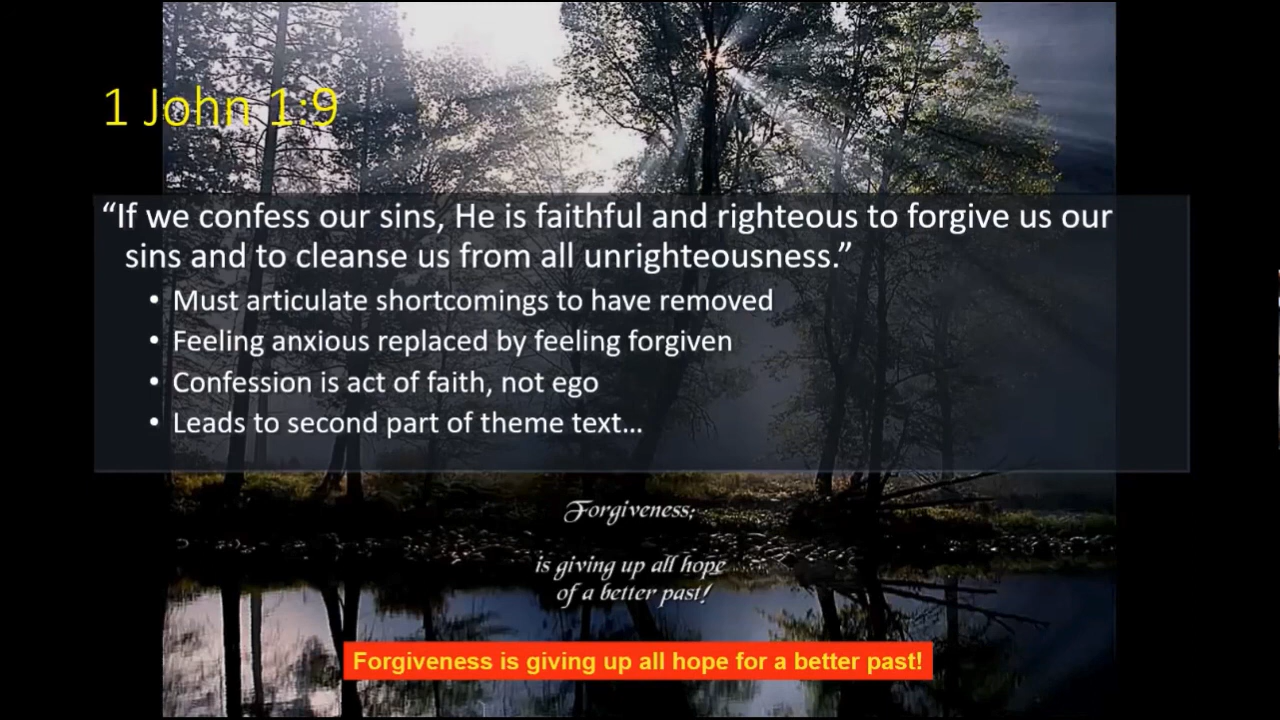 1 John 1:9
“If we confess our sins, He is faithful and righteous to forgive us our
sins and to cleanse us from all unrighteousness.”
• Must articulate shortcomings to have removed
• Feeling anxious replaced by feeling forgiven
• Confession is act of faith, not ego
• Leads to second part of theme text…
Forgiveness;
is giving up all hope
of a better past!
Forgiveness is giving up all hope for a better past!